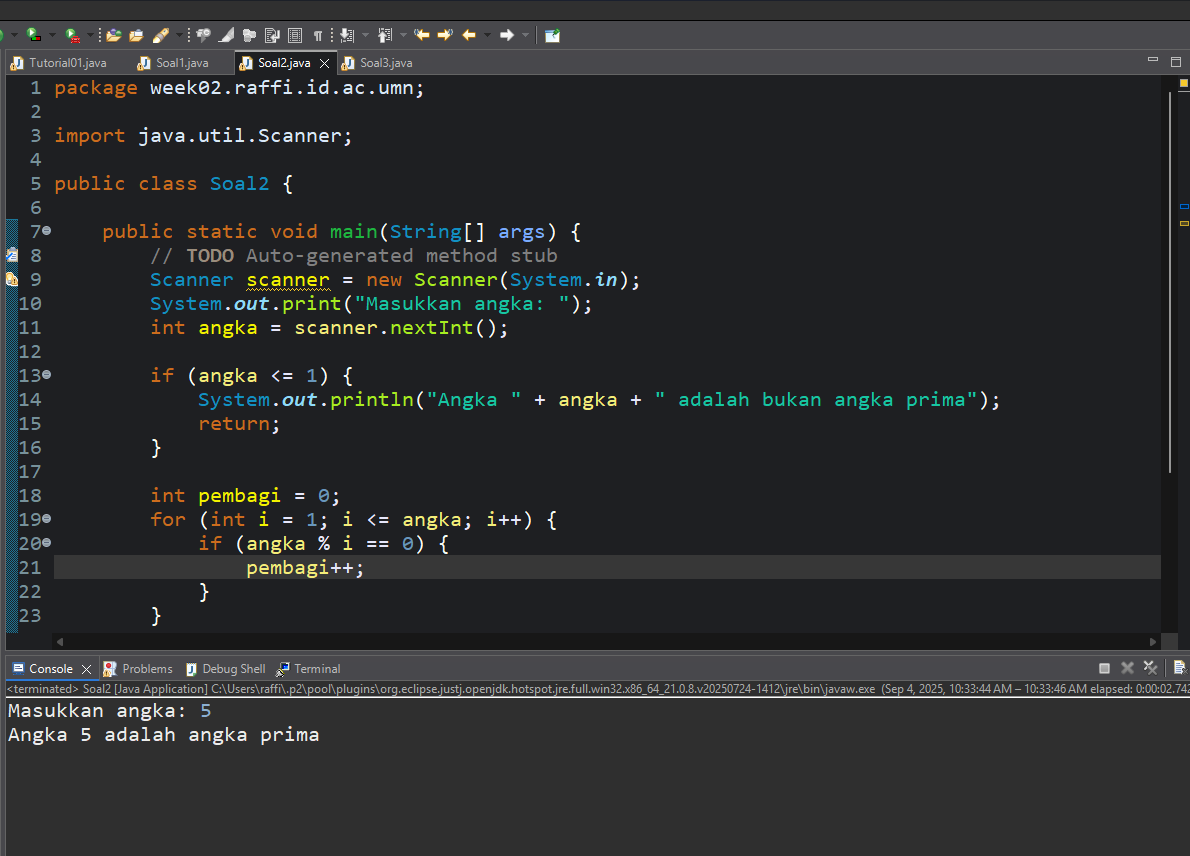 Tutorial01.java Soal1.java Soal2.java Soal3.java
1 package week02.raffi.id.ac.umn;
2
3 import java.util.Scanner;
4
5 public class Soal2 {
6
7 public static void main(String[] args) {
8 // TODO Auto-generated method stub
9 Scanner scanner = new Scanner(System.in);
10 System.out.print("Masukkan angka: ");
11 int angka = scanner.nextInt();
12
13 if (angka <= 1) {
14 System.out.println("Angka " + angka + " adalah bukan angka prima");
15 return;
16 }
17
18 int pembagi = 0;
19 for (int i = 1; i <= angka; i++) {
20 if (angka % i == 0) {
21 pembagi++;
22 }
23 }
Console Problems Debug Shell Terminal
<terminated> Soal2 [Java Application] C:\Users\raffi\.p2\pool\plugins\org.eclipse.justj.openjdk.hotspot.jre.full.win32.x86_64_21.0.8.v20250724-1412\jre\bin\javaw.exe (Sep 4, 2025, 10:33:44 AM – 10:33:46 AM elapsed: 0:00:02.742
Masukkan angka: 5
Angka 5 adalah angka prima